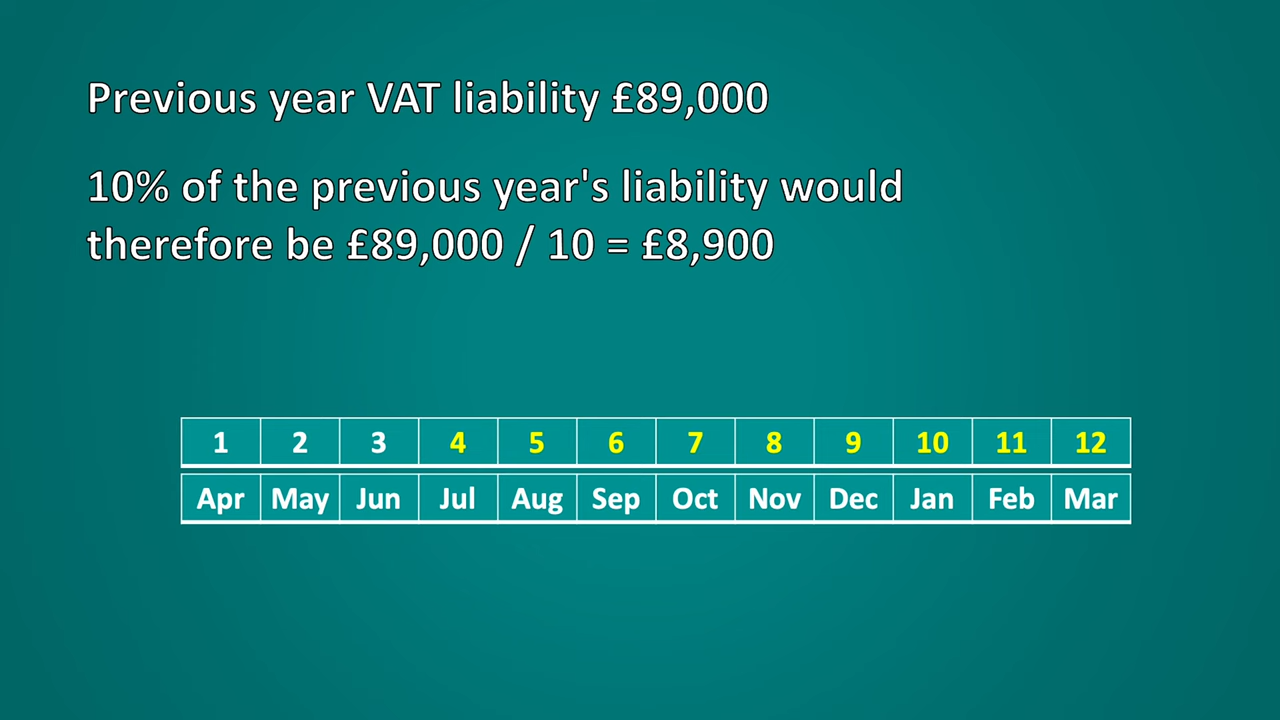 Previous year VAT liability £89,000
10% of the previous year's liability would
therefore be £89,000 / 10 = £8,900
1 2 3 4 5 6 7 8 9 10 11 12
Apr May Jun Jul Aug Sep Oct Nov Dec Jan Feb Mar